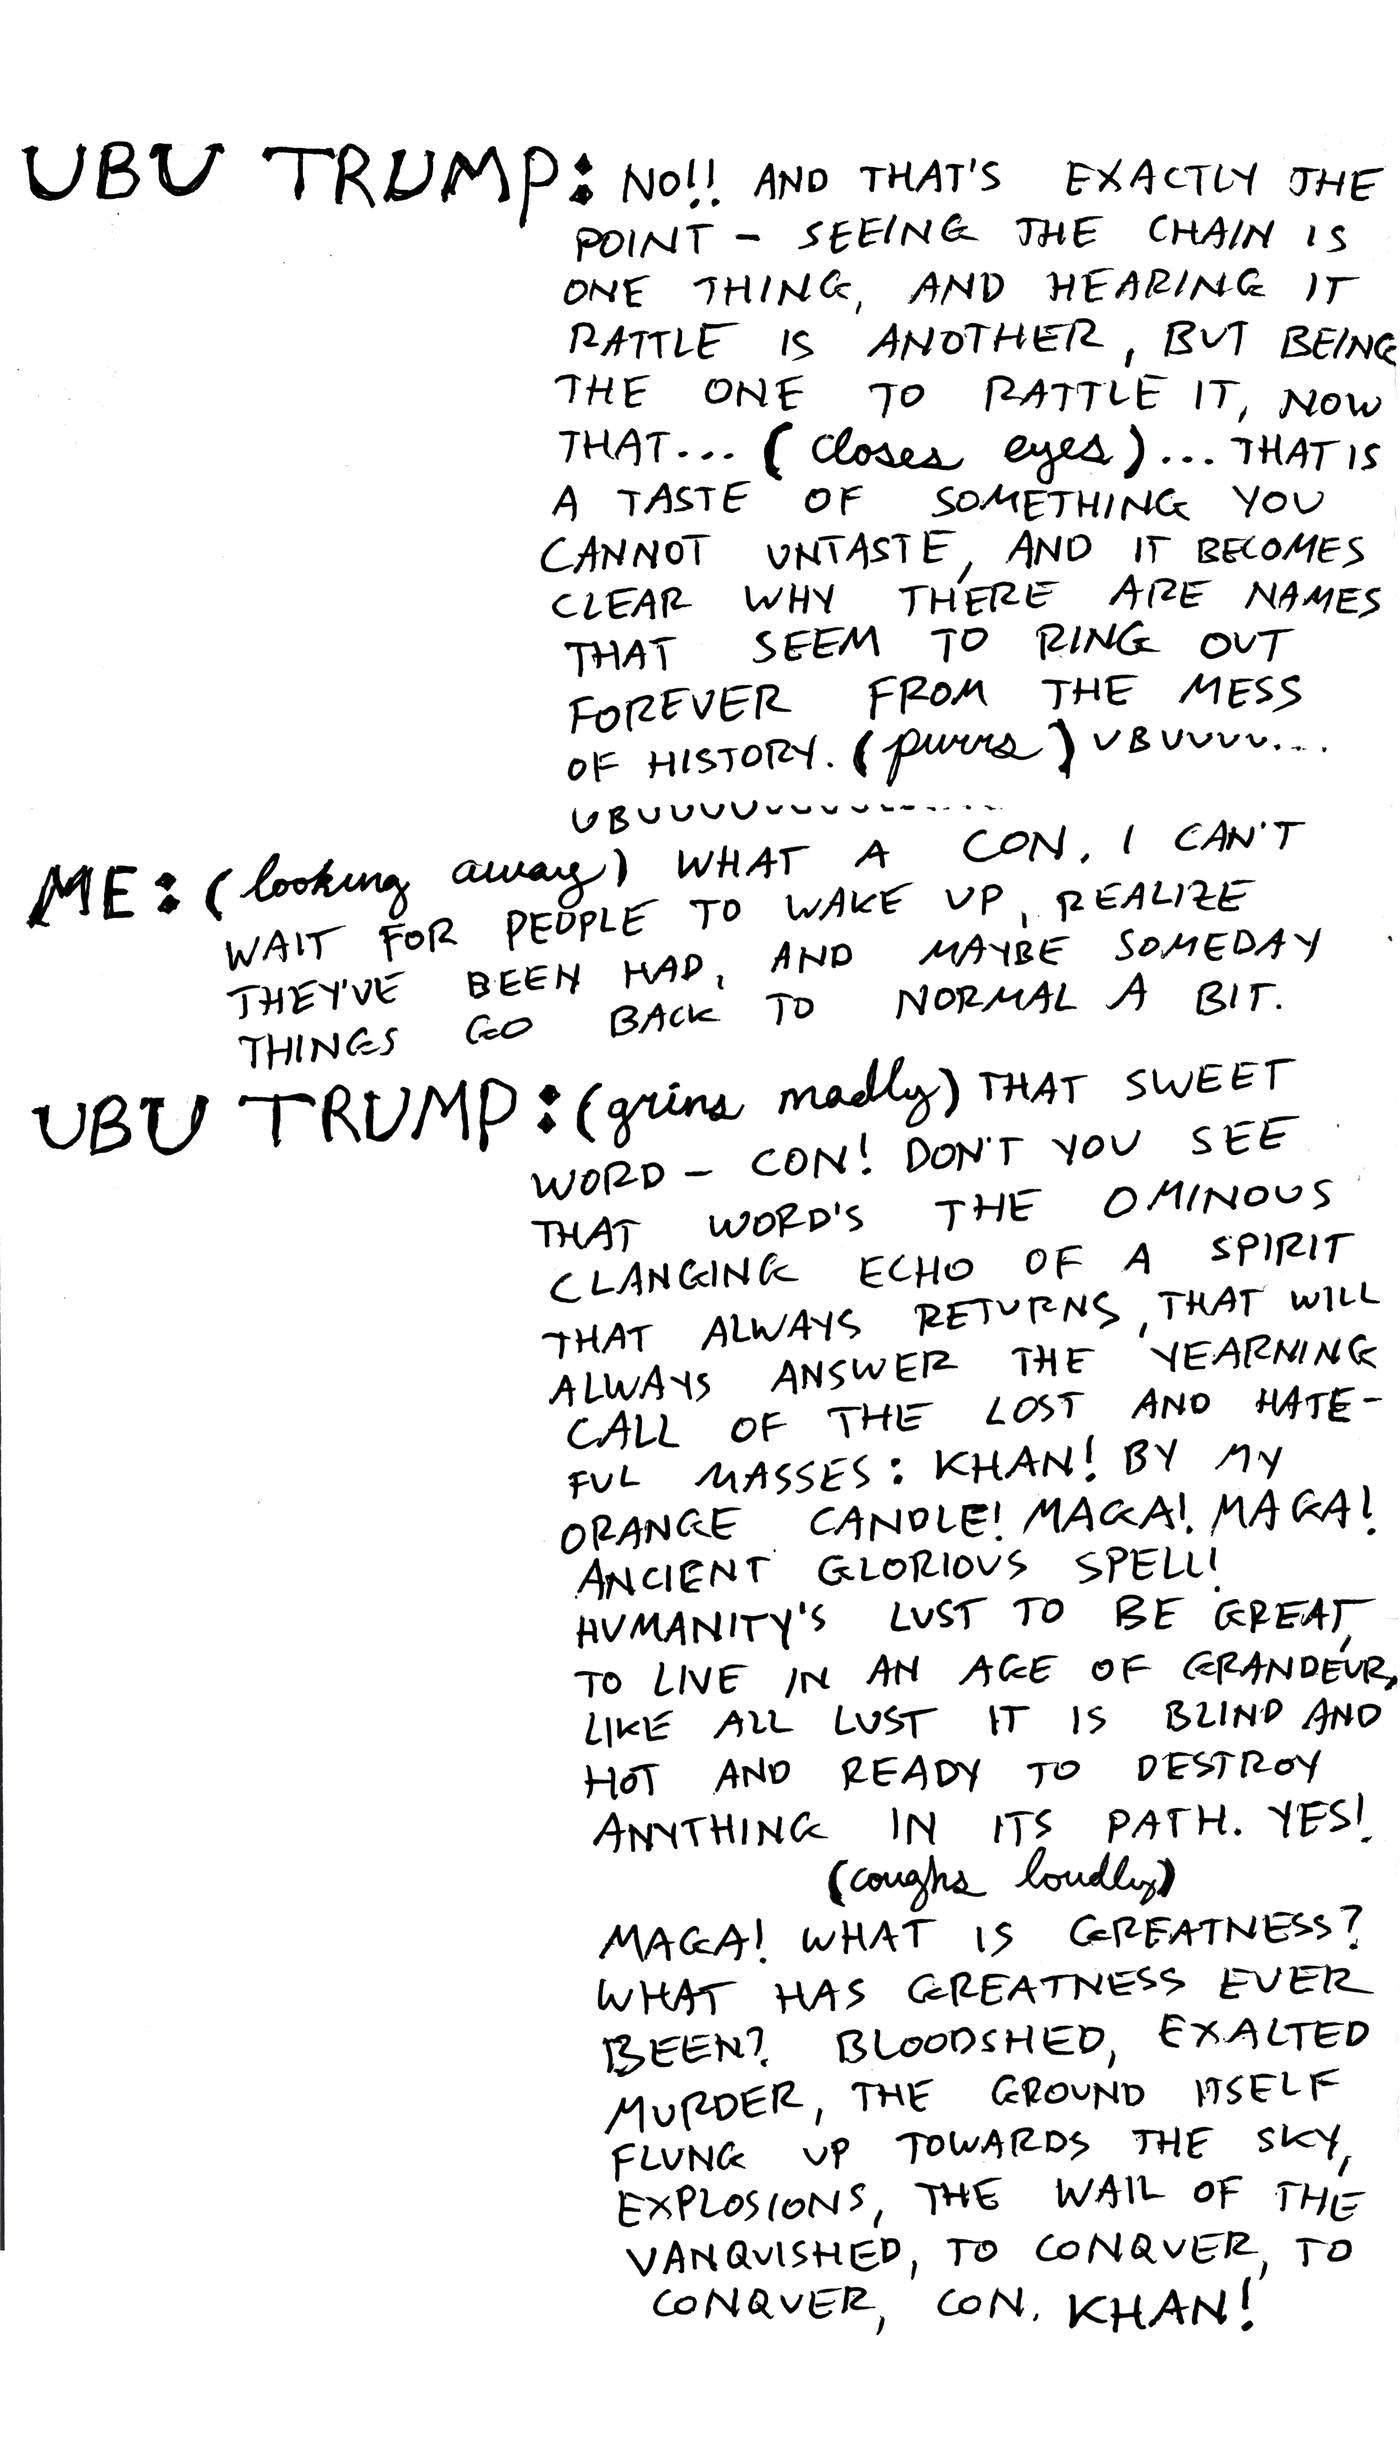 UBU TRUMP: NO!! AND THAT'S EXACTLY THE
POINT – SEEING THE CHAIN IS
ONE THING, AND HEARING IT
RATTLE IS ANOTHER, BUT BEING
THE ONE TO RATTLE IT, NOW
THAT... (closes eyes)... THAT IS
A TASTE OF SOMETHING YOU
CANNOT UNTASTE, AND IT BECOMES
CLEAR WHY THERE ARE NAMES
THAT SEEM TO RING OUT
FOREVER FROM THE MESS
OF HISTORY. (purrs) UBUUUUU...
UBUUUUUUUUUUU.......
ME: (looking away) WHAT A CON. I CAN'T
WAIT FOR PEOPLE TO WAKE UP, REALIZE
THEY'VE BEEN HAD, AND MAYBE SOMEDAY
THINGS GO BACK TO NORMAL A BIT.
UBU TRUMP: (grins madly) THAT SWEET
WORD – CON! DON'T YOU SEE
THAT WORD'S THE OMINOUS
CLANGING ECHO OF A SPIRIT
THAT ALWAYS RETURNS, THAT WILL
ALWAYS ANSWER THE YEARNING
CALL OF THE LOST AND HATE-
FUL MASSES: KHAN! BY MY
ORANGE CANDLE! MAGA! MAGA!
ANCIENT GLORIOUS SPELL!
HUMANITY'S LUST TO BE GREAT,
TO LIVE IN AN AGE OF GRANDEUR,
LIKE ALL LUST IT IS BLIND AND
HOT AND READY TO DESTROY
ANYTHING IN ITS PATH. YES!
(coughs loudly)
MAGA! WHAT IS GREATNESS?
WHAT HAS GREATNESS EVER
BEEN? BLOODSHED, EXALTED
MURDER, THE GROUND ITSELF
FLUNG UP TOWARDS THE SKY,
EXPLOSIONS, THE WAIL OF THE
VANQUISHED, TO CONQUER, TO
CONQUER, CON. KHAN!